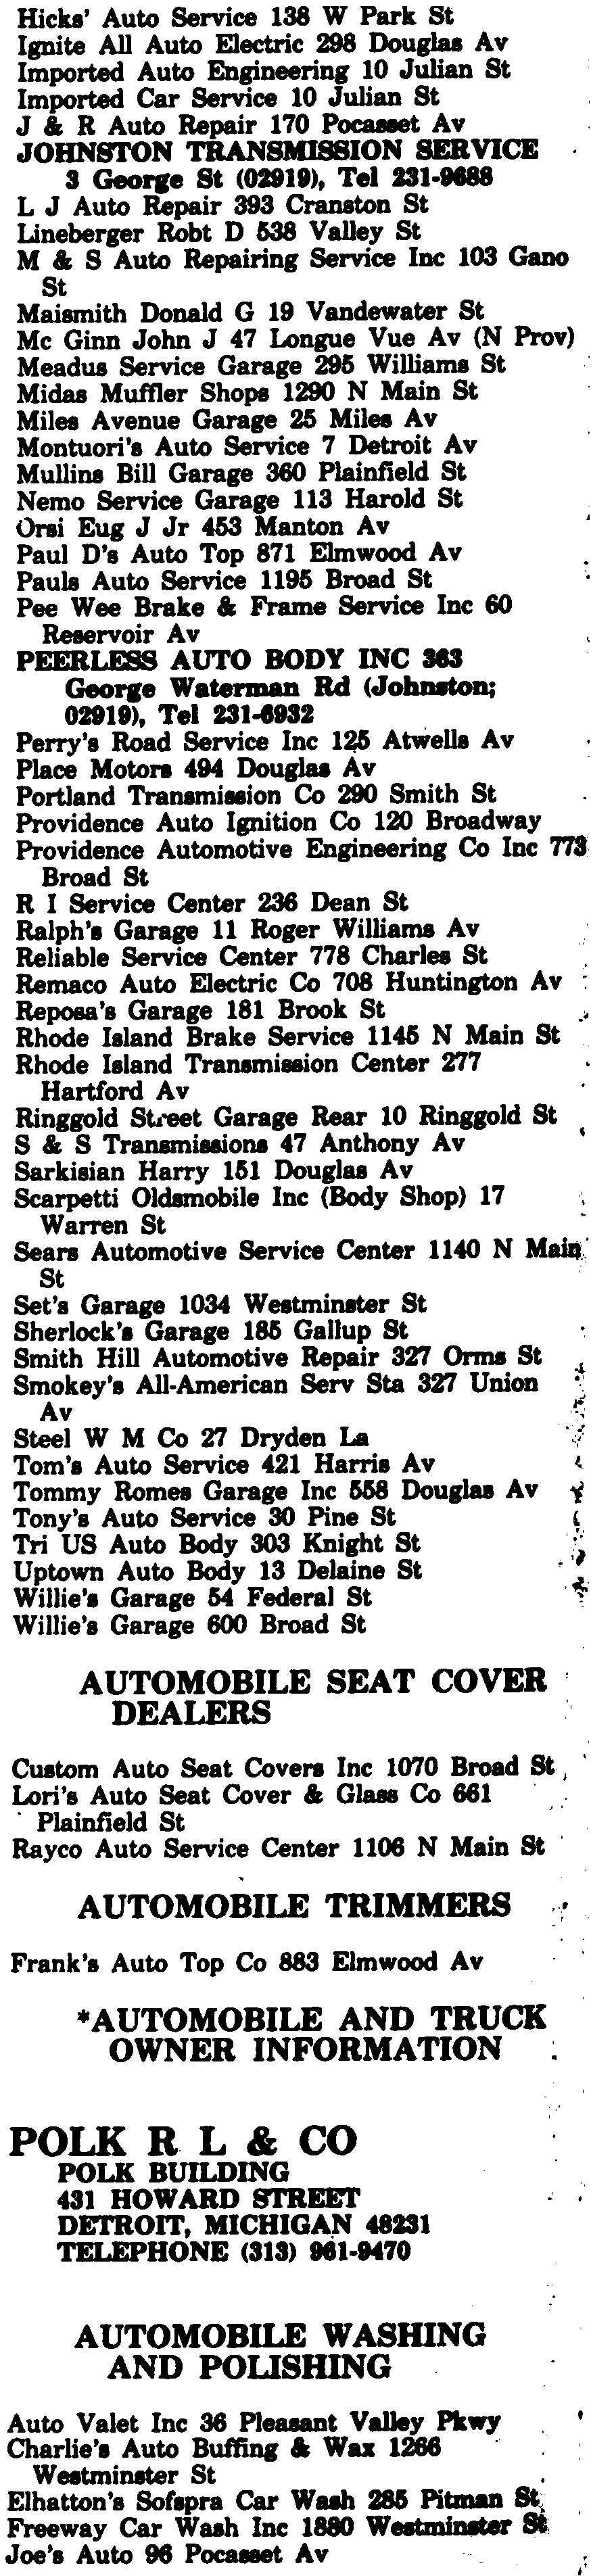 Hicks' Auto Service 138 W Park St
Ignite All Auto Electric 298 Douglas Av
Imported Auto Engineering 10 Julian St
Imported Car Service 10 Julian St
J & R Auto Repair 170 Pocasset Av
JOHNSTON TRANSMISSION SERVICE
3 George St (02919), Tel 231-9688
L J Auto Repair 393 Cranston St
Lineberger Robt D 538 Valley St
M & S Auto Repairing Service Inc 103 Gano
St
Maismith Donald G 19 Vandewater St
Mc Ginn John J 47 Longue Vue Av (N Prov)
Meadus Service Garage 295 Williams St
Midas Muffler Shops 1290 N Main St
Miles Avenue Garage 25 Miles Av
Montuori's Auto Service 7 Detroit Av
Mullins Bill Garage 360 Plainfield St
Nemo Service Garage 113 Harold St
Orsi Eug J Jr 453 Manton Av
Paul D's Auto Top 871 Elmwood Av
Pauls Auto Service 1195 Broad St
Pee Wee Brake & Frame Service Inc 60
Reservoir Av
PEERLESS AUTO BODY INC 363
George Waterman Rd (Johnston;
02919), Tel 231-6932
Perry's Road Service Inc 125 Atwells Av
Place Motors 494 Douglas Av
Portland Transmission Co 290 Smith St
Providence Auto Ignition Co 120 Broadway
Providence Automotive Engineering Co Inc 773
Broad St
R I Service Center 236 Dean St
Ralph's Garage 11 Roger Williams Av
Reliable Service Center 778 Charles St
Remaco Auto Electric Co 708 Huntington Av
Reposa's Garage 181 Brook St
Rhode Island Brake Service 1145 N Main St
Rhode Island Transmission Center 277
Hartford Av
Ringgold Street Garage Rear 10 Ringgold St
S & S Transmissions 47 Anthony Av
Sarkisian Harry 151 Douglas Av
Scarpetti Oldsmobile Inc (Body Shop) 17
Warren St
Sears Automotive Service Center 1140 N Main
St
Set's Garage 1034 Westminster St
Sherlock's Garage 185 Gallup St
Smith Hill Automotive Repair 327 Orms St
Smokey's All-American Serv Sta 327 Union
Av
Steel W M Co 27 Dryden La
Tom's Auto Service 421 Harris Av
Tommy Romes Garage Inc 558 Douglas Av
Tony's Auto Service 30 Pine St
Tri US Auto Body 303 Knight St
Uptown Auto Body 13 Delaine St
Willie's Garage 54 Federal St
Willie's Garage 600 Broad St
AUTOMOBILE SEAT COVER
DEALERS
Custom Auto Seat Covers Inc 1070 Broad St
Lori's Auto Seat Cover & Glass Co 661
Plainfield St
Rayco Auto Service Center 1106 N Main St
AUTOMOBILE TRIMMERS
Frank's Auto Top Co 883 Elmwood Av
*AUTOMOBILE AND TRUCK
OWNER INFORMATION
POLK R L & CO
POLK BUILDING
431 HOWARD STREET
DETROIT, MICHIGAN 48231
TELEPHONE (313) 961-9470
AUTOMOBILE WASHING
AND POLISHING
Auto Valet Inc 36 Pleasant Valley Pkwy
Charlie's Auto Buffing & Wax 1266
Westminster St
Elhatton's Sofspra Car Wash 285 Pitman St
Freeway Car Wash Inc 1880 Westminster St
Joe's Auto 96 Pocasset Av